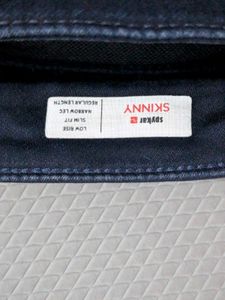 spykar
SKINNY
LOW RISE
SLIM FIT
NARROW LEG
REGULAR LENGTH